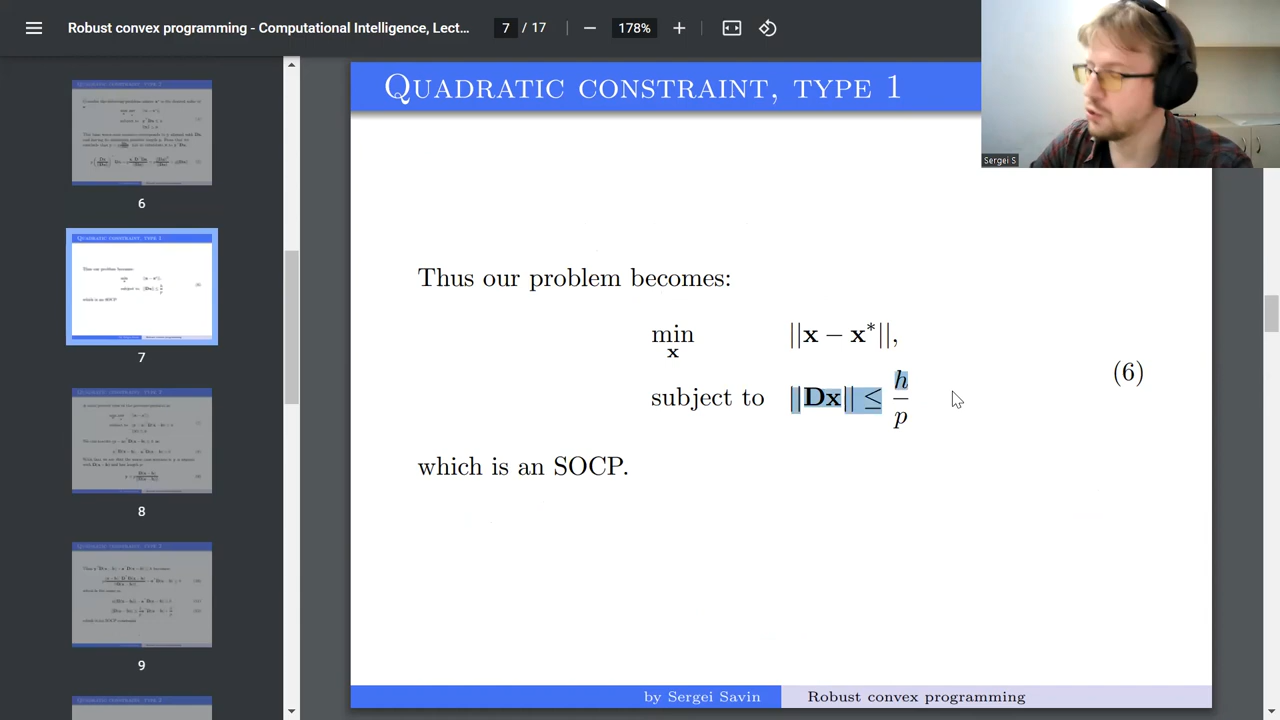 Robust convex programming - Computational Intelligence, Lect...
7 / 17
178%
Sergei S
6
7
8
9
QUADRATIC CONSTRAINT, TYPE 1
Thus our problem becomes:
min ||x − x*||,
x
subject to ||Dx|| ≤ h/p (6)
which is an SOCP.
by Sergei Savin
Robust convex programming